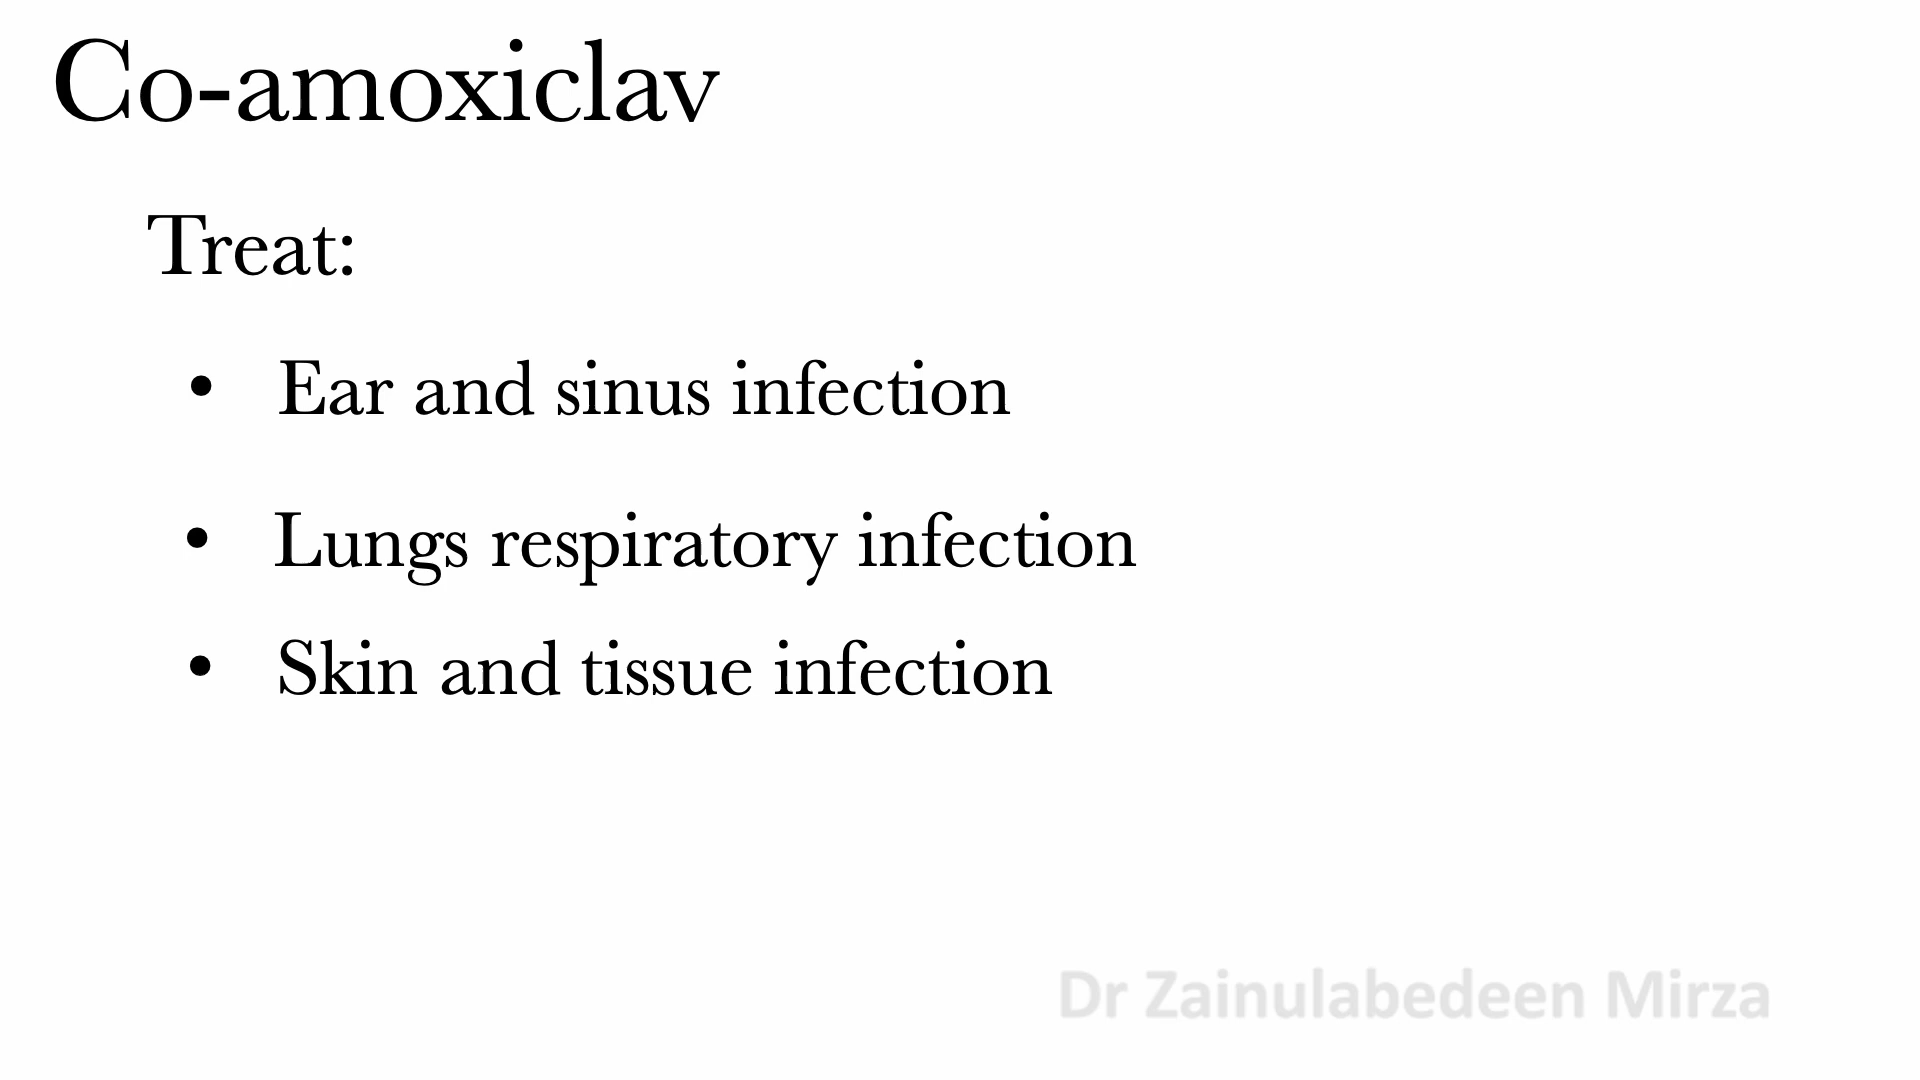 Co-amoxiclav
Treat:
• Ear and sinus infection
• Lungs respiratory infection
• Skin and tissue infection
Dr Zainulabedeen Mirza